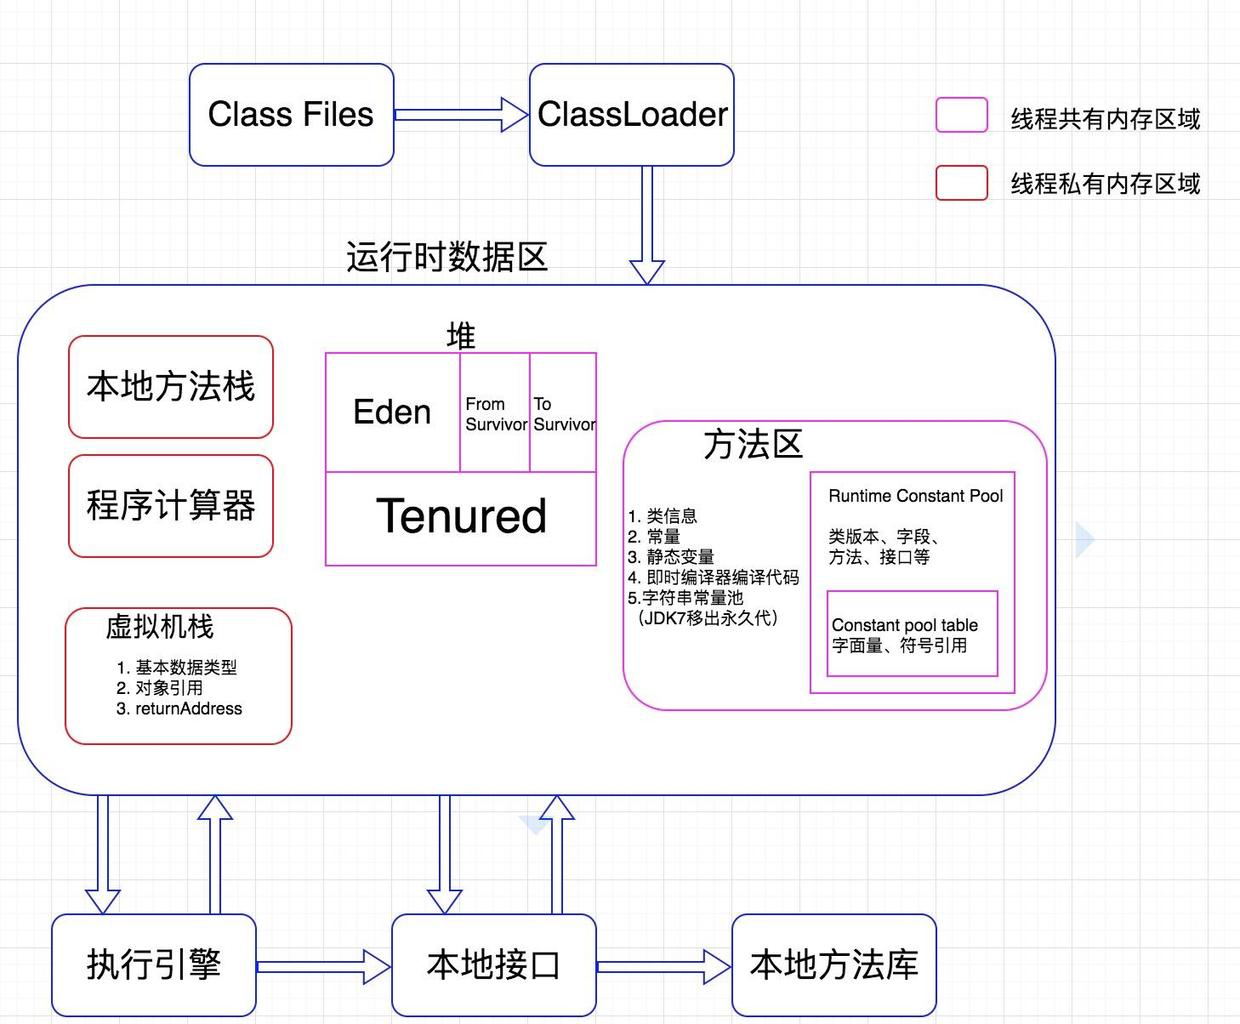 Class Files
ClassLoader
线程共有内存区域
线程私有内存区域
运行时数据区
堆
本地方法栈
Eden
From
Survivor
To
Survivor
方法区
程序计算器
Tenured
1. 类信息
2. 常量
3. 静态变量
4. 即时编译器编译代码
5.字符串常量池
（JDK7移出永久代）
Runtime Constant Pool
类版本、字段、
方法、接口等
Constant pool table
字面量、符号引用
虚拟机栈
1. 基本数据类型
2. 对象引用
3. returnAddress
执行引擎
本地接口
本地方法库